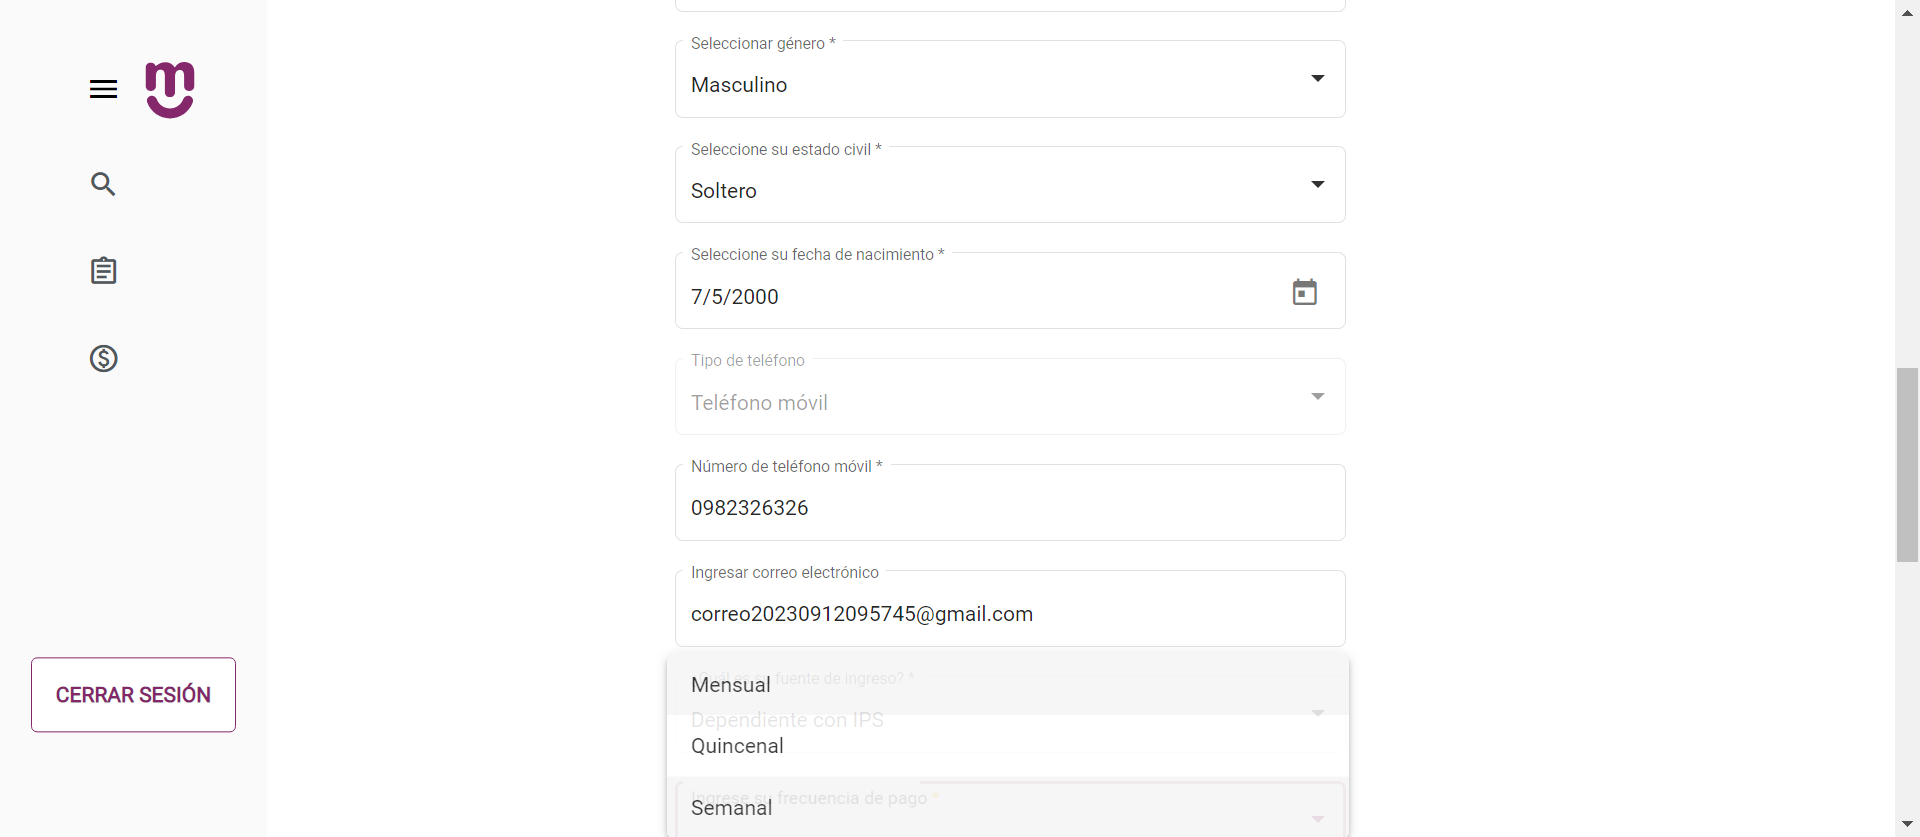 Seleccionar género *
Masculino
Seleccione su estado civil *
Soltero
Seleccione su fecha de nacimiento *
7/5/2000
Tipo de teléfono
Teléfono móvil
Número de teléfono móvil *
0982326326
Ingresar correo electrónico
correo20230912095745@gmail.com
fuente de ingreso? *
Mensual
Dependiente con IPS
Quincenal
Ingrese su frecuencia de pago *
Semanal
CERRAR SESIÓN